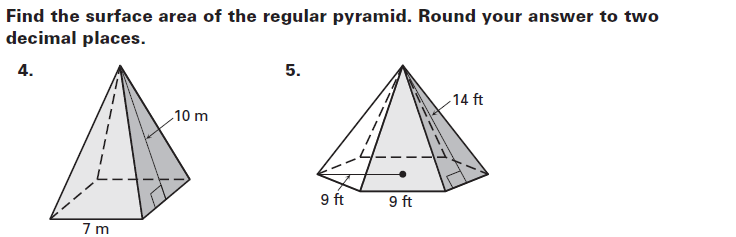 Find the surface area of the regular pyramid. Round your answer to two
decimal places.
4.
10 m
7 m
5.
14 ft
9 ft
9 ft